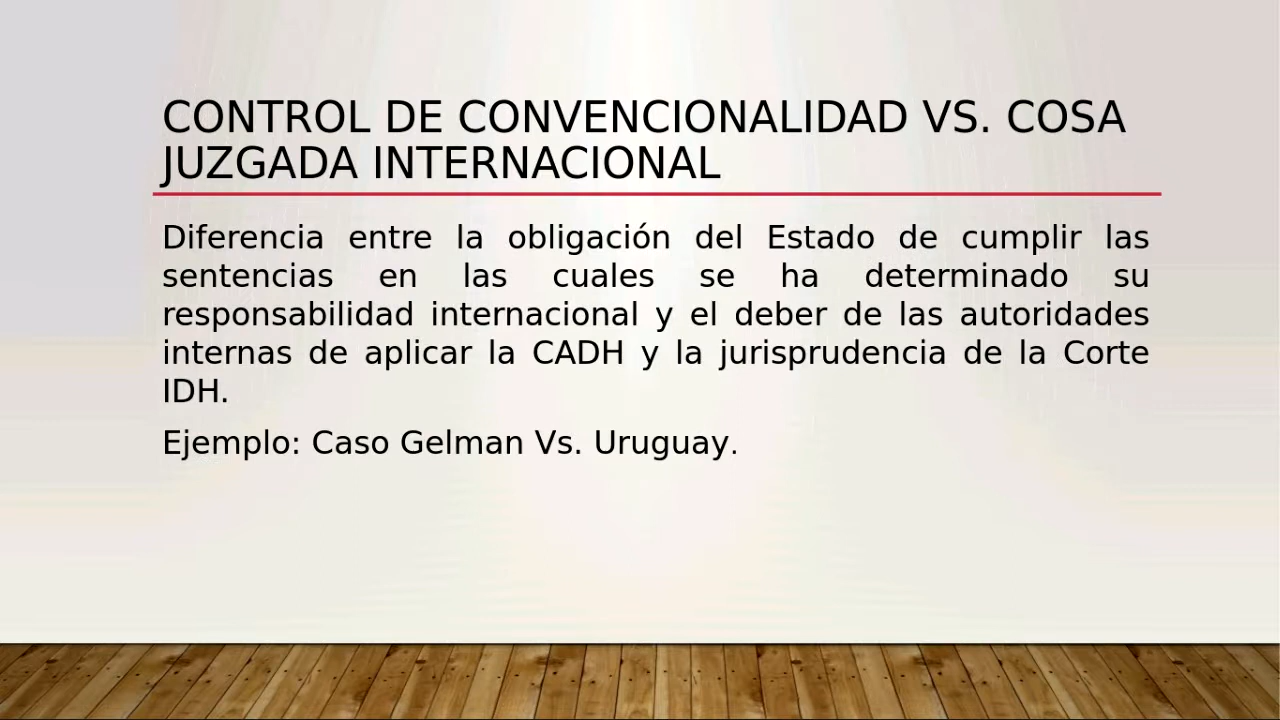 CONTROL DE CONVENCIONALIDAD VS. COSA
JUZGADA INTERNACIONAL
Diferencia entre la obligación del Estado de cumplir las
sentencias en las cuales se ha determinado su
responsabilidad internacional y el deber de las autoridades
internas de aplicar la CADH y la jurisprudencia de la Corte
IDH.
Ejemplo: Caso Gelman Vs. Uruguay.